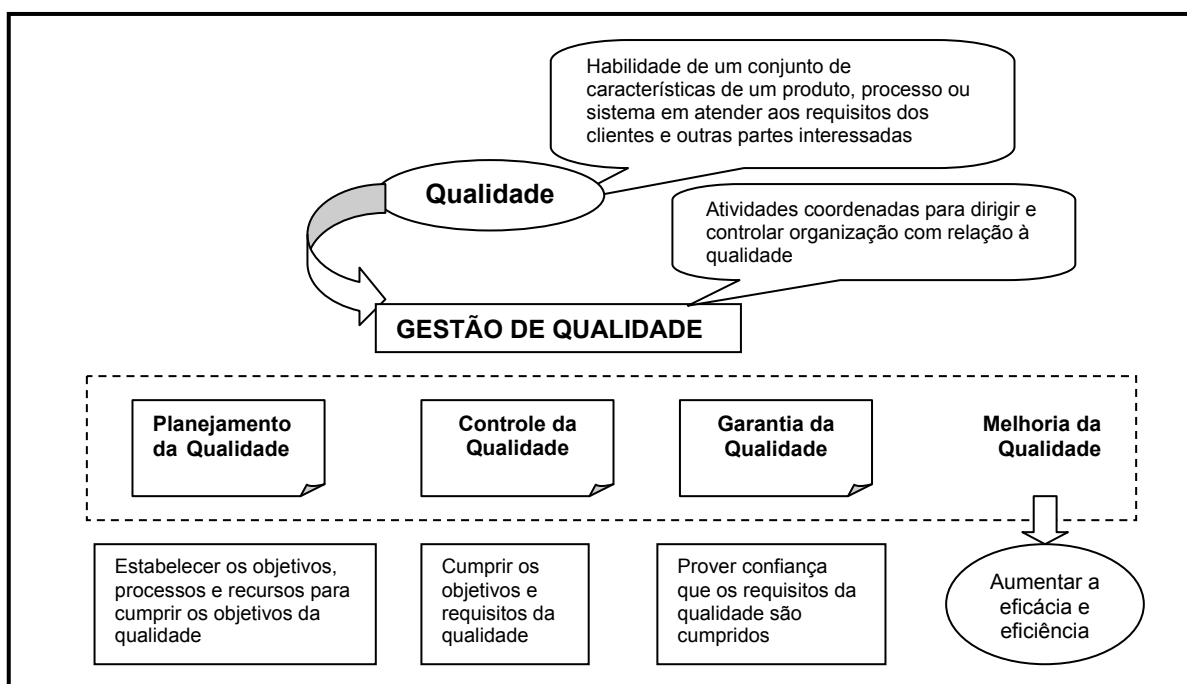 Habilidade de um conjunto de
características de um produto, processo ou
sistema em atender aos requisitos dos
clientes e outras partes interessadas
Qualidade
Atividades coordenadas para dirigir e
controlar organização com relação à
qualidade
GESTÃO DE QUALIDADE
Planejamento
da Qualidade
Controle da
Qualidade
Garantia da
Qualidade
Melhoria da
Qualidade
Estabelecer os objetivos,
processos e recursos para
cumprir os objetivos da
qualidade
Cumprir os
objetivos e
requisitos da
qualidade
Prover confiança
que os requisitos da
qualidade são
cumpridos
Aumentar a
eficácia e
eficiência